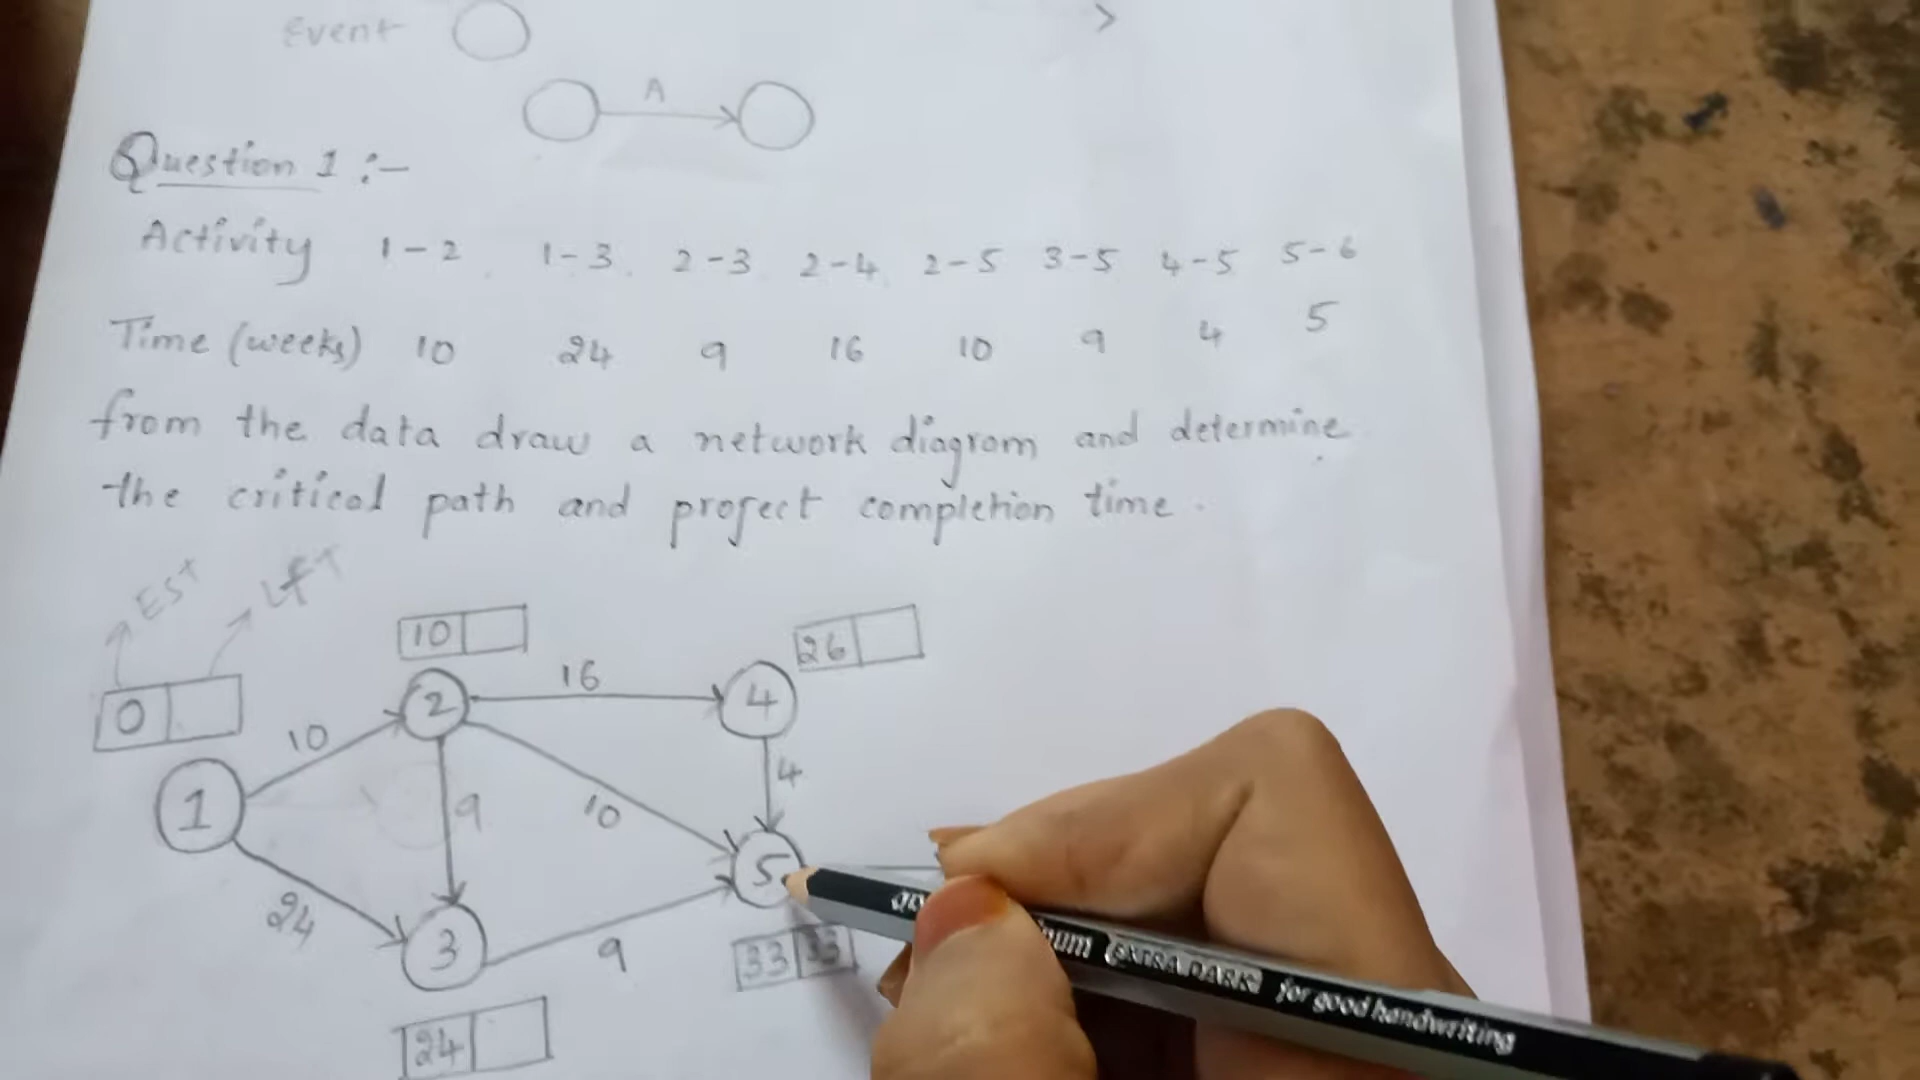 Event
A
Question 1 :-
Activity 1-2 1-3 2-3 2-4 2-5 3-5 4-5 5-6
Time (weeks) 10 24 9 16 10 9 4 5
from the data draw a network diagram and determine
the critical path and project completion time.
EST LFT
10
26
16
0
2
4
10
4
1
9
10
5
24
3
9
33 33
24
EXTRA DARK for good handwriting